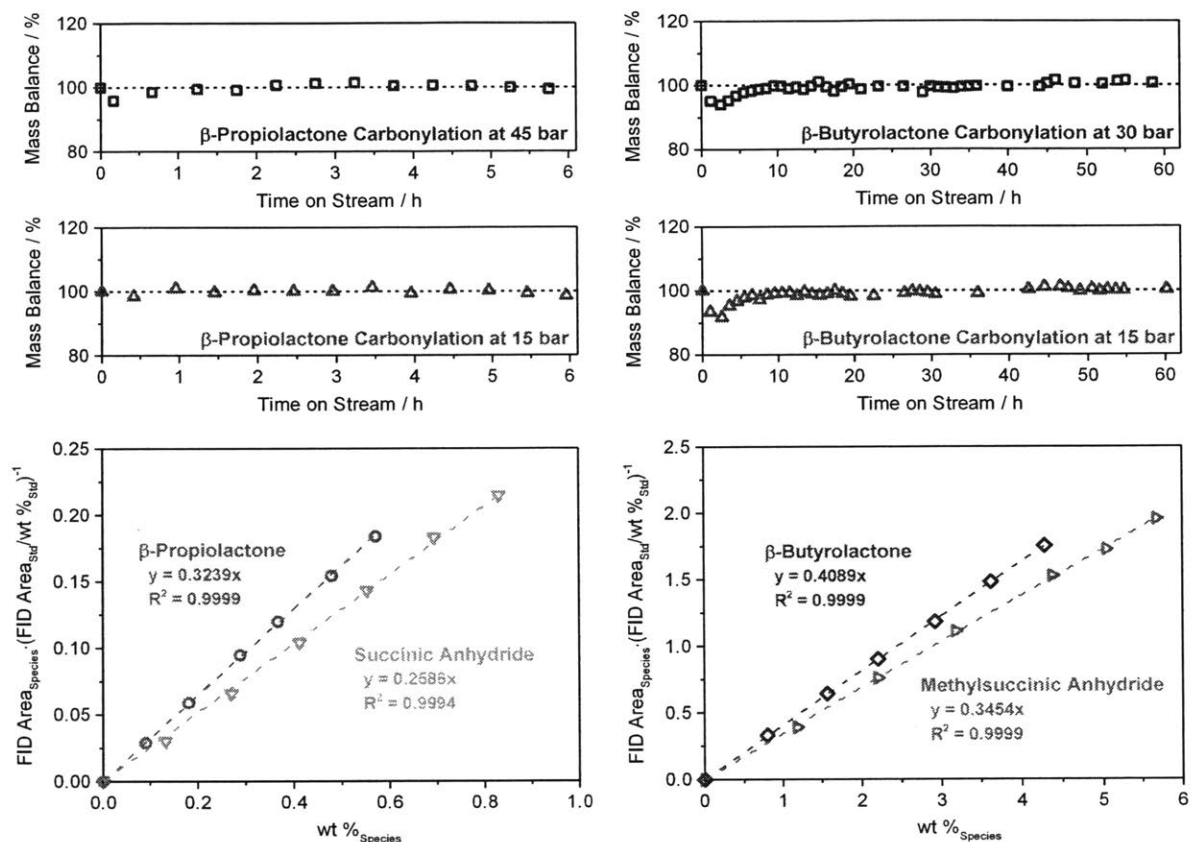 Mass Balance / %
120
100
80
β-Propiolactone Carbonylation at 45 bar
0 1 2 3 4 5 6
Time on Stream / h
Mass Balance / %
120
100
80
β-Butyrolactone Carbonylation at 30 bar
0 10 20 30 40 50 60
Time on Stream / h
Mass Balance / %
120
100
80
β-Propiolactone Carbonylation at 15 bar
0 1 2 3 4 5 6
Time on Stream / h
Mass Balance / %
120
100
80
β-Butyrolactone Carbonylation at 15 bar
0 10 20 30 40 50 60
Time on Stream / h
FID Area_Species·(FID Area_Std/wt %_Std)^-1
0.25
0.20
0.15
0.10
0.05
0.00
β-Propiolactone
y = 0.3239x
R² = 0.9999
Succinic Anhydride
y = 0.2586x
R² = 0.9994
0.0 0.2 0.4 0.6 0.8 1.0
wt %_Species
FID Area_Species·(FID Area_Std/wt %_Std)^-1
2.5
2.0
1.5
1.0
0.5
0.0
β-Butyrolactone
y = 0.4089x
R² = 0.9999
Methylsuccinic Anhydride
y = 0.3454x
R² = 0.9999
0 1 2 3 4 5 6
wt %_Species